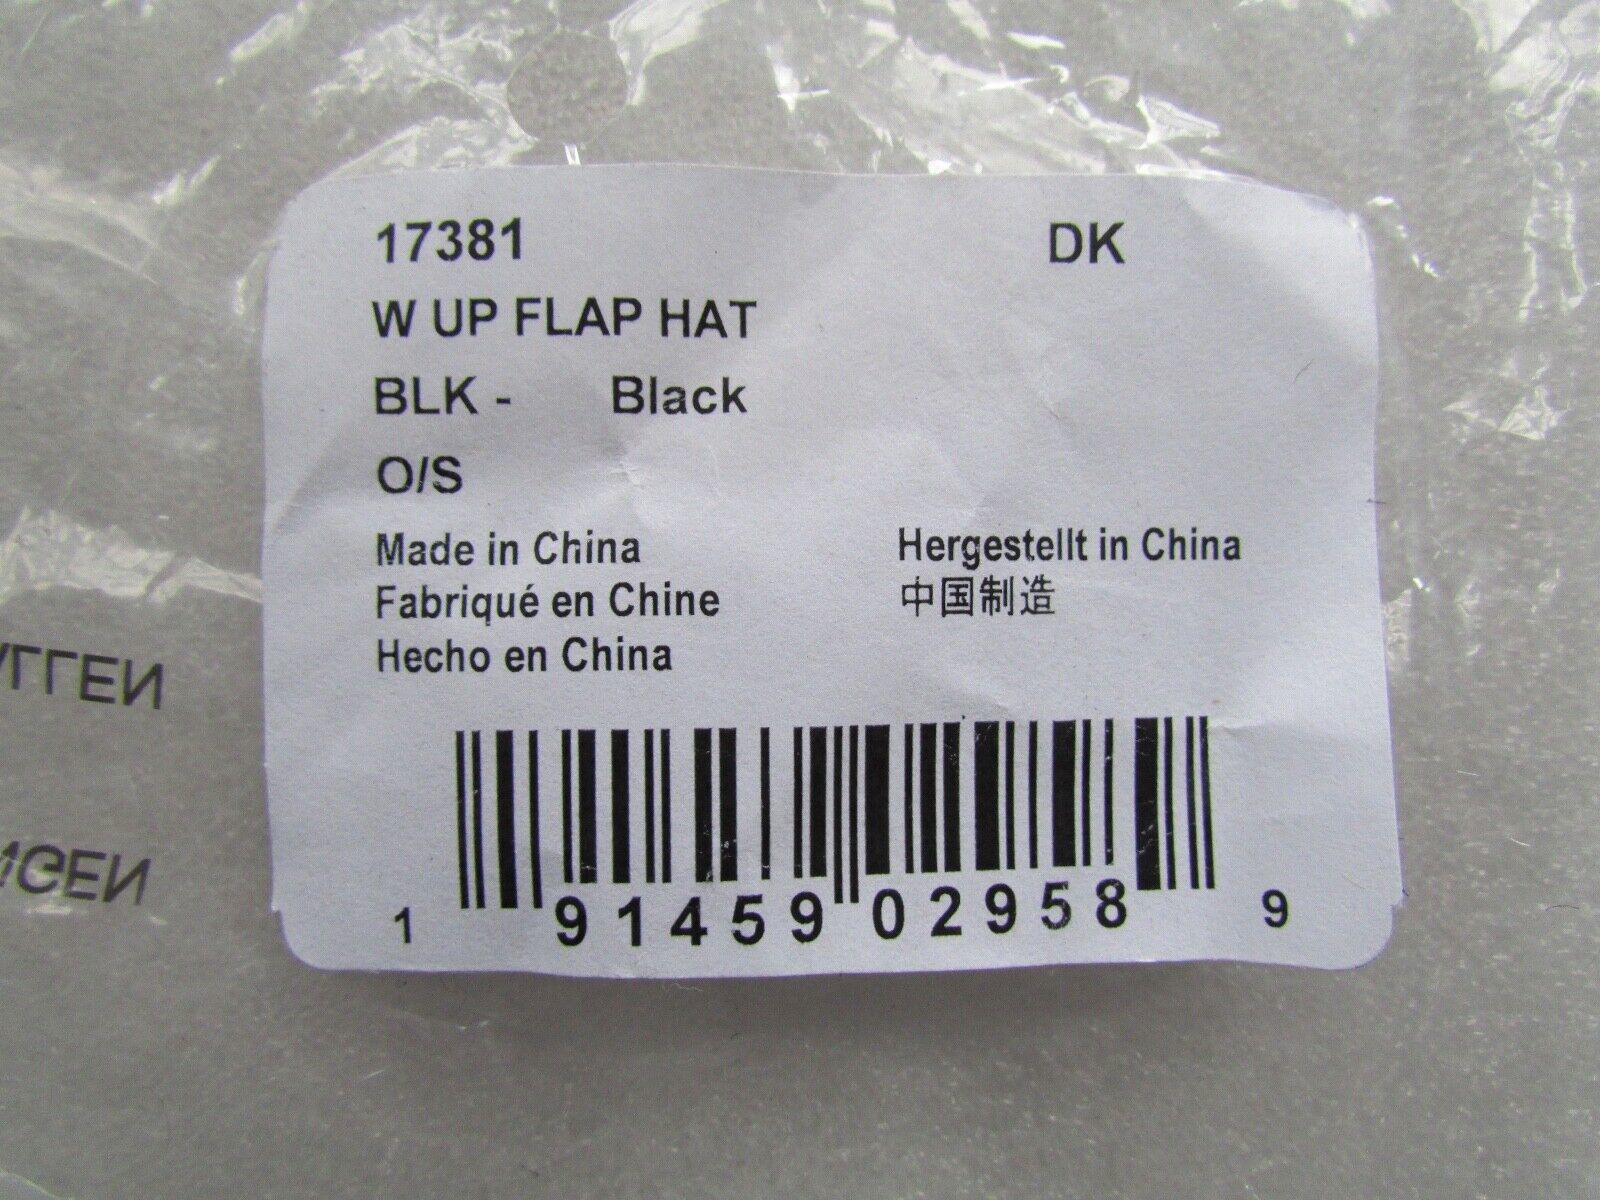 17381 DK
W UP FLAP HAT
BLK - Black
O/S
Made in China
Fabriqué en Chine
Hecho en China
Hergestellt in China
中国制造
1 91459 02958 9